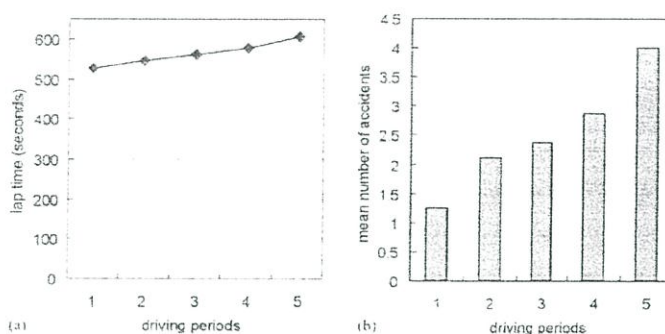 600
500
400
300
200
100
0
lap time (seconds)
1 2 3 4 5
(a) driving periods
4.5
4
3.5
3
2.5
2
1.5
1
0.5
0
mean number of accidents
1 2 3 4 5
(b) driving periods